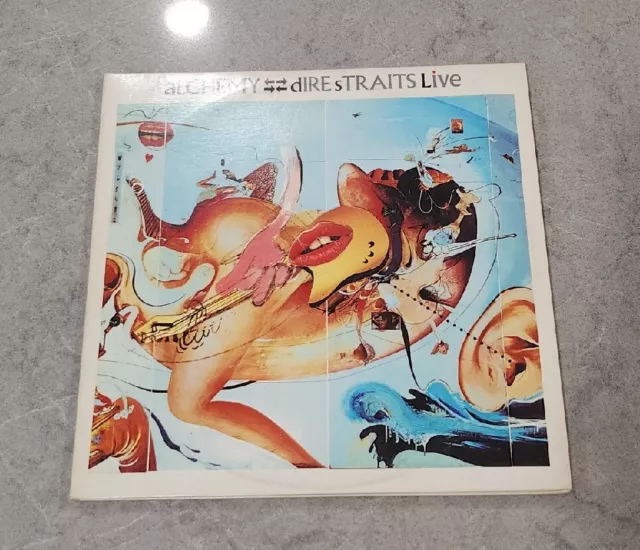 aLCHEMY ⇆⇆ dIRE sTRAITS Live